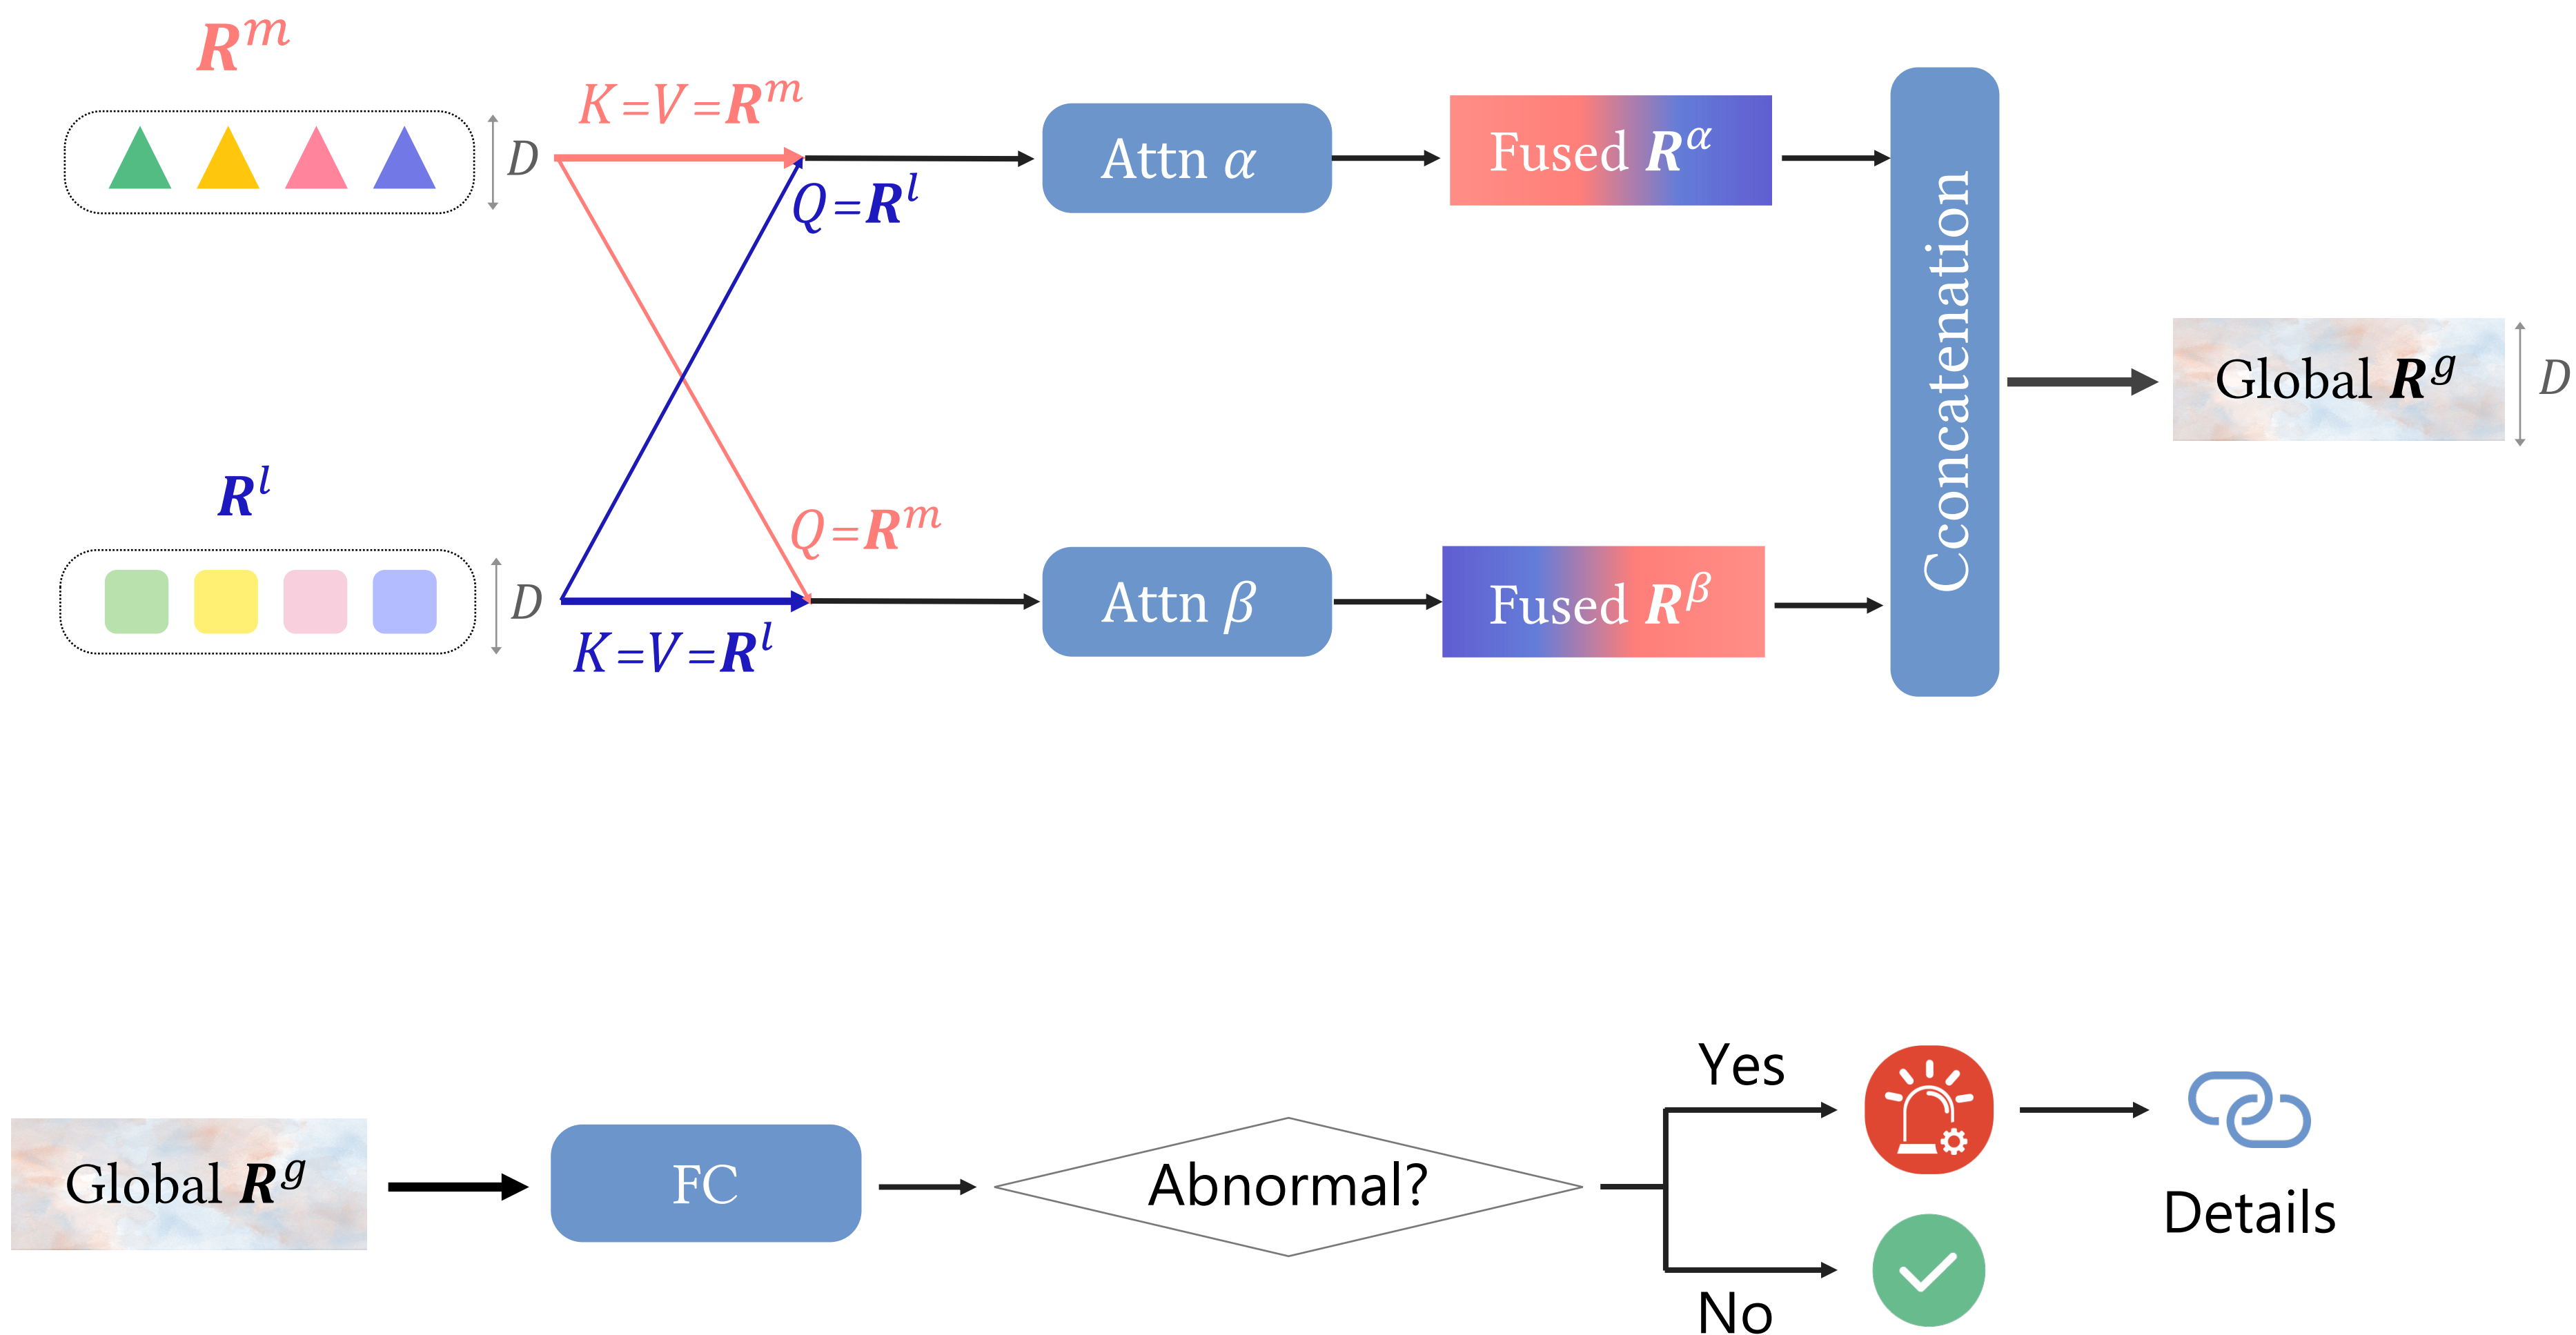 R^m
K=V=R^m
D
Q=R^l
Attn α
Fused R^α
Cconcatenation
Global R^g
D
R^l
Q=R^m
D
K=V=R^l
Attn β
Fused R^β
Global R^g
FC
Abnormal?
Yes
No
Details